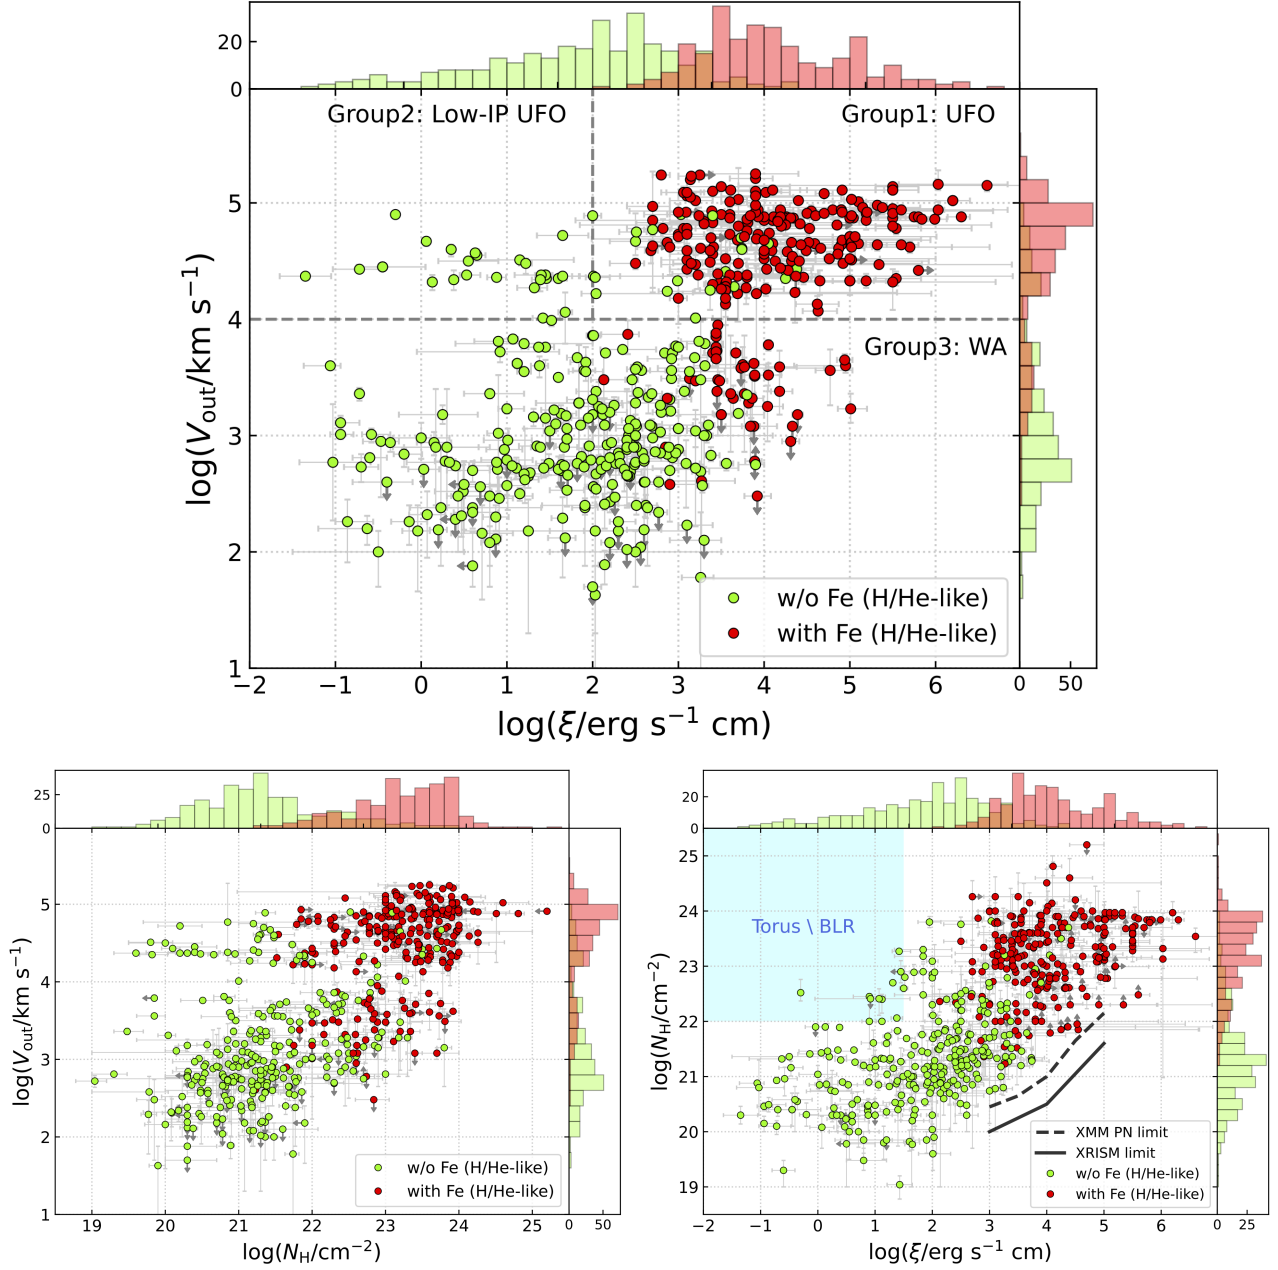 20
0
Group2: Low-IP UFO
Group1: UFO
5
4
Group3: WA
3
2
1
log(V_out/km s⁻¹)
w/o Fe (H/He-like)
with Fe (H/He-like)
−2 −1 0 1 2 3 4 5 6 0 50
log(ξ/erg s⁻¹ cm)
25
0
5
4
3
2
1
log(V_out/km s⁻¹)
w/o Fe (H/He-like)
with Fe (H/He-like)
19 20 21 22 23 24 25 0 50
log(N_H/cm⁻²)
20
0
25
24
23
22
21
20
19
log(N_H/cm⁻²)
Torus \ BLR
XMM PN limit
XRISM limit
w/o Fe (H/He-like)
with Fe (H/He-like)
−2 −1 0 1 2 3 4 5 6 0 25
log(ξ/erg s⁻¹ cm)